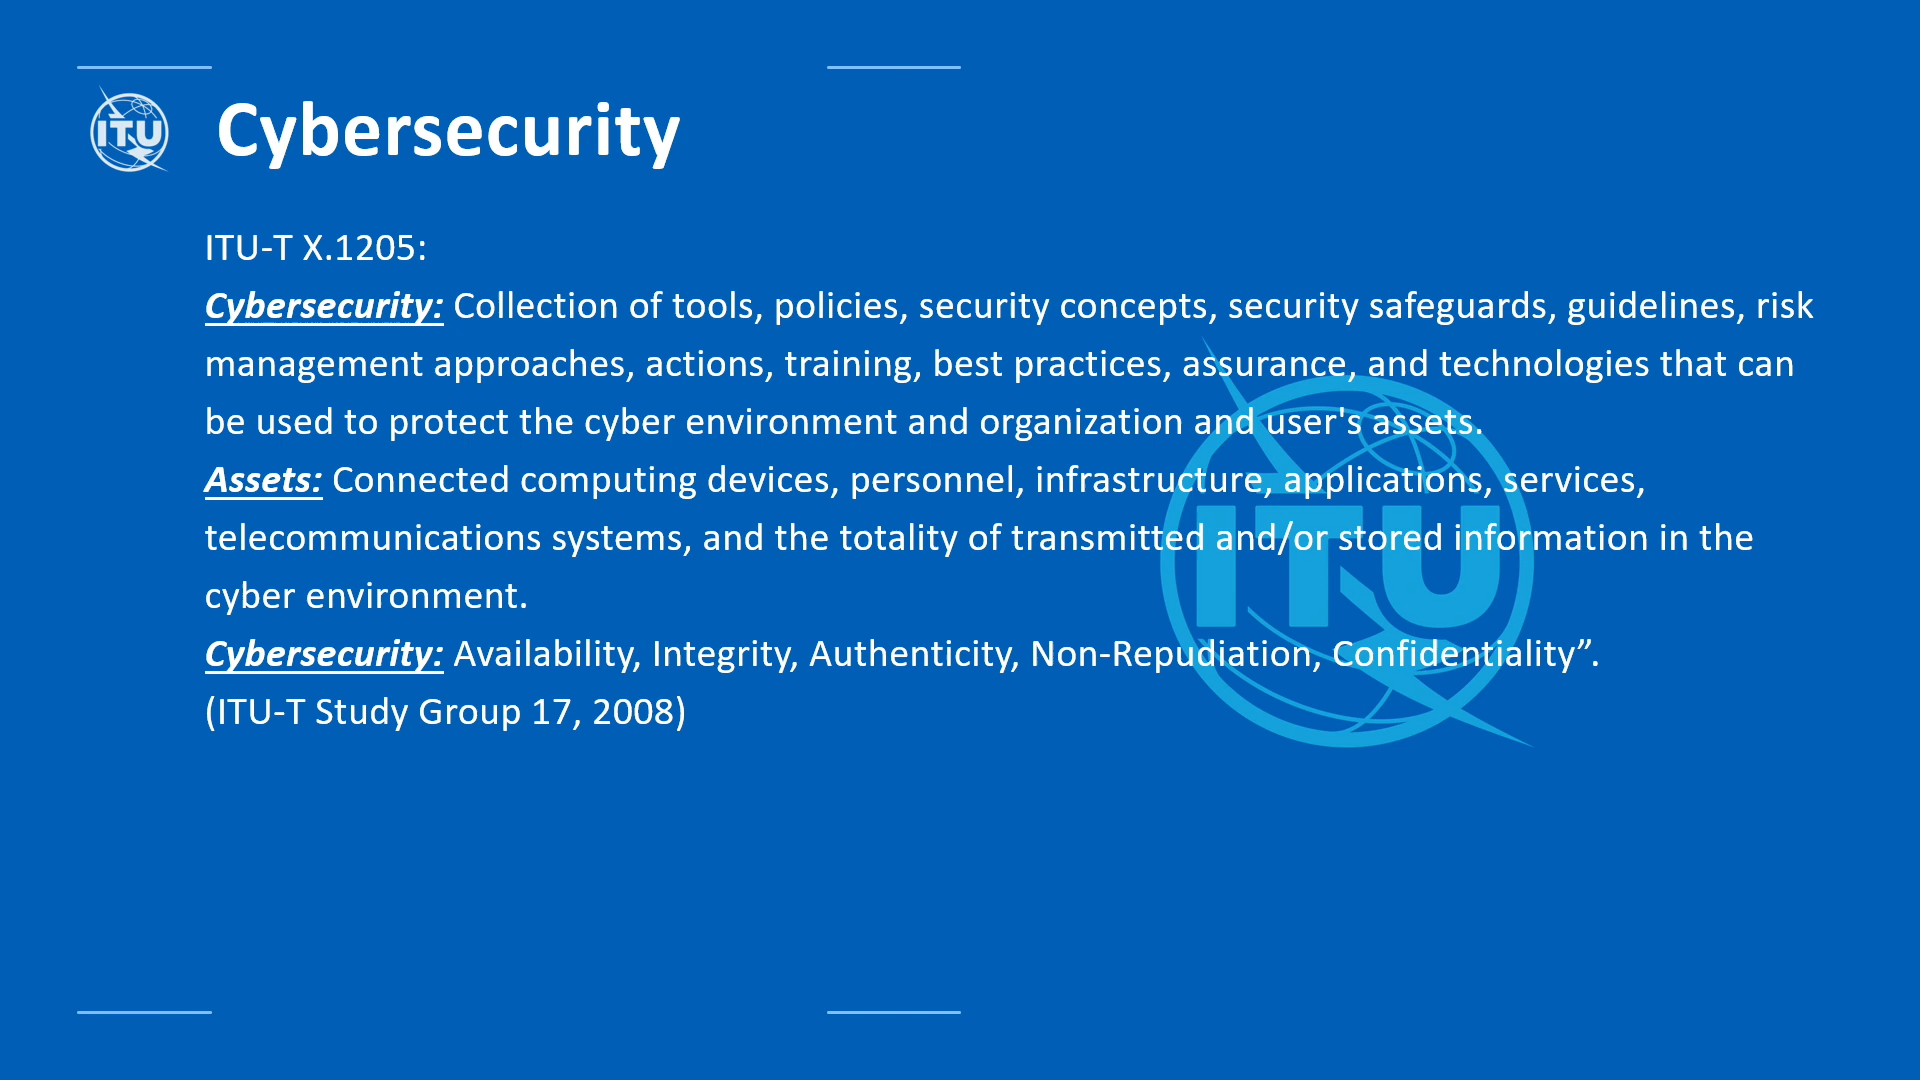 ITU
Cybersecurity
ITU-T X.1205:
Cybersecurity: Collection of tools, policies, security concepts, security safeguards, guidelines, risk
management approaches, actions, training, best practices, assurance, and technologies that can
be used to protect the cyber environment and organization and user's assets.
Assets: Connected computing devices, personnel, infrastructure, applications, services,
telecommunications systems, and the totality of transmitted and/or stored information in the
cyber environment.
Cybersecurity: Availability, Integrity, Authenticity, Non-Repudiation, Confidentiality”.
(ITU-T Study Group 17, 2008)
ITU